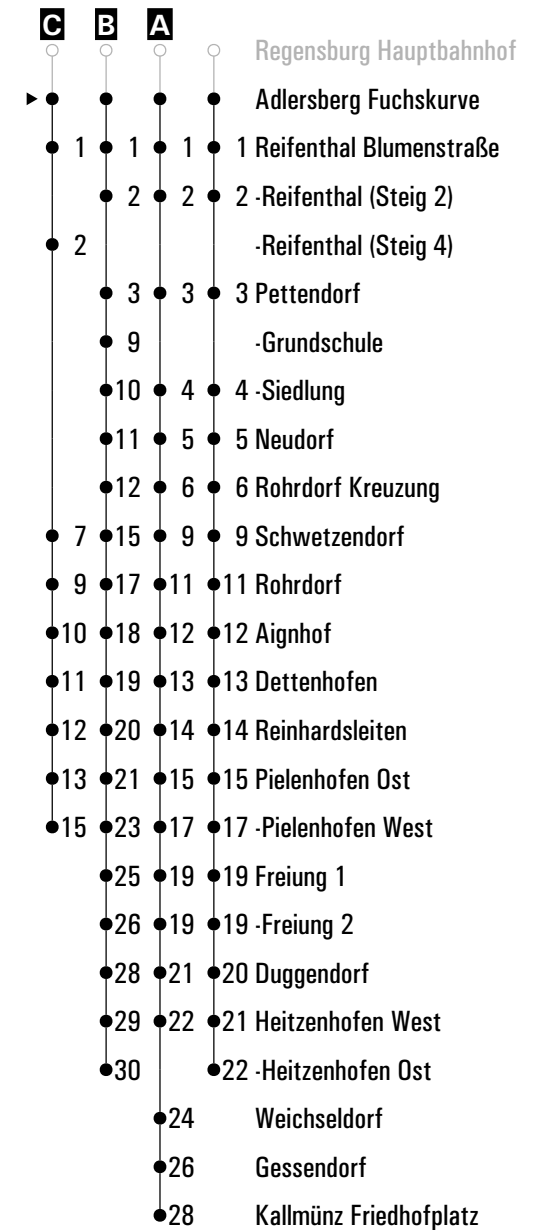 C B A
Regensburg Hauptbahnhof
Adlersberg Fuchskurve
1 1 1 1 Reifenthal Blumenstraße
2 2 2 -Reifenthal (Steig 2)
2 -Reifenthal (Steig 4)
3 3 3 Pettendorf
9 -Grundschule
10 4 4 -Siedlung
11 5 5 Neudorf
12 6 6 Rohrdorf Kreuzung
7 15 9 9 Schwetzendorf
9 17 11 11 Rohrdorf
10 18 12 12 Aignhof
11 19 13 13 Dettenhofen
12 20 14 14 Reinhardsleiten
13 21 15 15 Pielenhofen Ost
15 23 17 17 -Pielenhofen West
25 19 19 Freiung 1
26 19 19 -Freiung 2
28 21 20 Duggendorf
29 22 21 Heitzenhofen West
30 22 -Heitzenhofen Ost
24 Weichseldorf
26 Gessendorf
28 Kallmünz Friedhofplatz